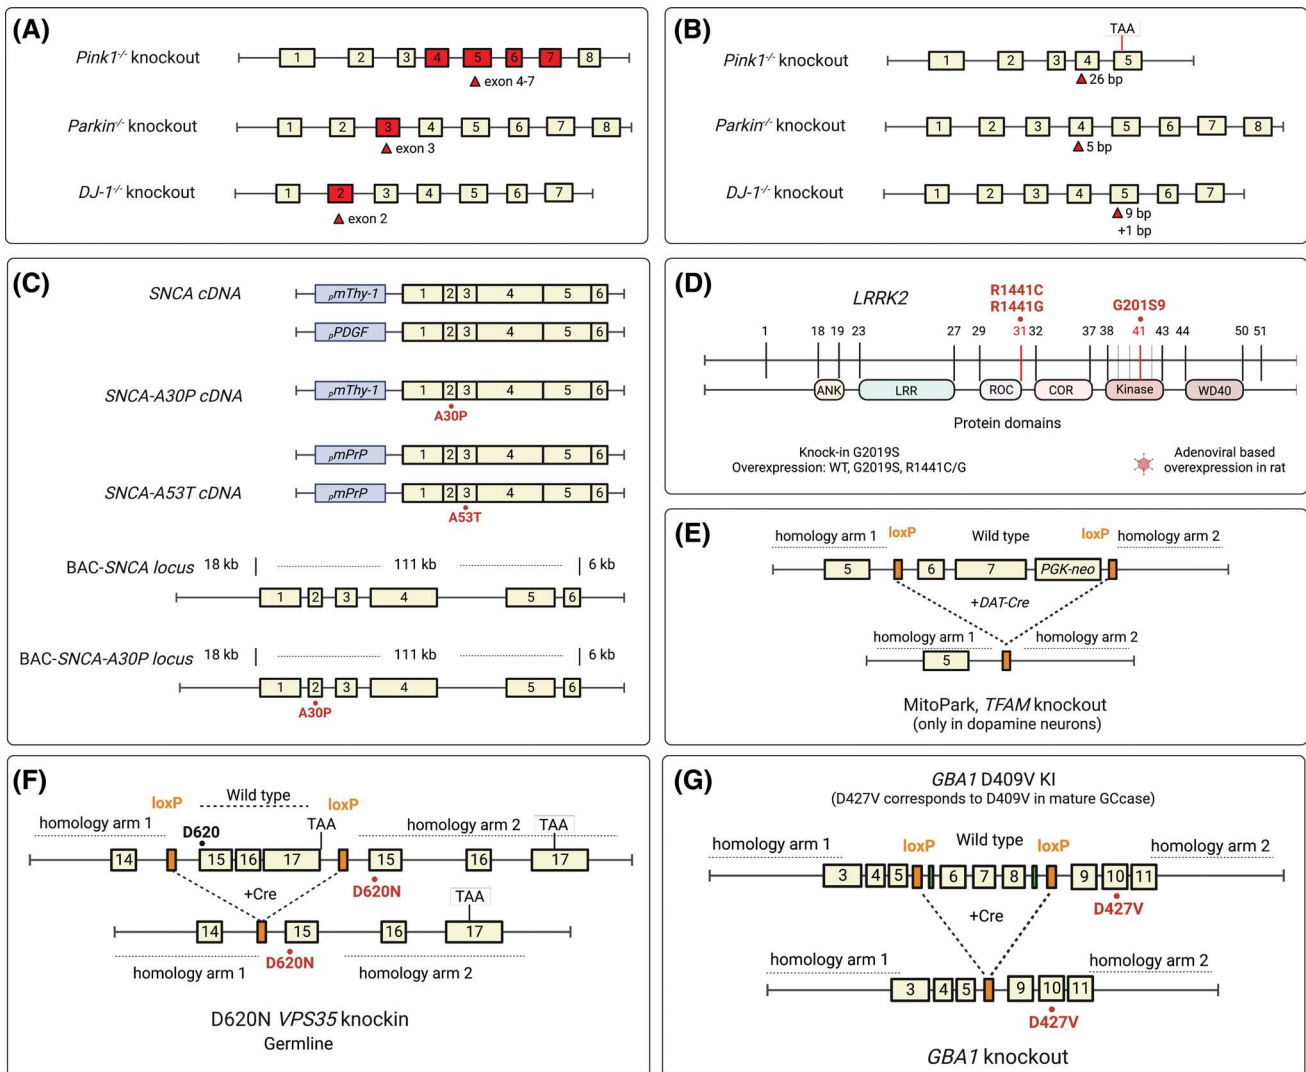 (A)
Pink1-/- knockout
1 2 3 4 5 6 7 8
exon 4-7
Parkin-/- knockout
1 2 3 4 5 6 7 8
exon 3
DJ-1-/- knockout
1 2 3 4 5 6 7
exon 2
(B)
TAA
Pink1-/- knockout
1 2 3 4 5
26 bp
Parkin-/- knockout
1 2 3 4 5 6 7 8
5 bp
DJ-1-/- knockout
1 2 3 4 5 6 7
9 bp
+1 bp
(C)
SNCA cDNA
pmThy-1 1 2 3 4 5 6
pPDGF 1 2 3 4 5 6
SNCA-A30P cDNA
pmThy-1 1 2 3 4 5 6
A30P
pmPrP 1 2 3 4 5 6
SNCA-A53T cDNA
pmPrP 1 2 3 4 5 6
A53T
BAC-SNCA locus 18 kb 111 kb 6 kb
1 2 3 4 5 6
BAC-SNCA-A30P locus 18 kb 111 kb 6 kb
1 2 3 4 5 6
A30P
(D)
LRRK2
R1441C
R1441G
G201S9
1 18 19 23 27 29 31 32 37 38 41 43 44 50 51
ANK LRR ROC COR Kinase WD40
Protein domains
Knock-in G2019S
Overexpression: WT, G2019S, R1441C/G
Adenoviral based
overexpression in rat
(E)
homology arm 1 loxP Wild type loxP homology arm 2
5 6 7 PGK-neo
+DAT-Cre
homology arm 1 homology arm 2
5
MitoPark, TFAM knockout
(only in dopamine neurons)
(F)
loxP Wild type loxP
homology arm 1 D620 TAA homology arm 2 TAA
14 15 16 17 15 16 17
D620N
+Cre
TAA
14 15 16 17
D620N
homology arm 1 homology arm 2
D620N VPS35 knockin
Germline
(G)
GBA1 D409V KI
(D427V corresponds to D409V in mature GCcase)
homology arm 1 loxP Wild type loxP homology arm 2
3 4 5 6 7 8 9 10 11
D427V
+Cre
homology arm 1 homology arm 2
3 4 5 9 10 11
D427V
GBA1 knockout